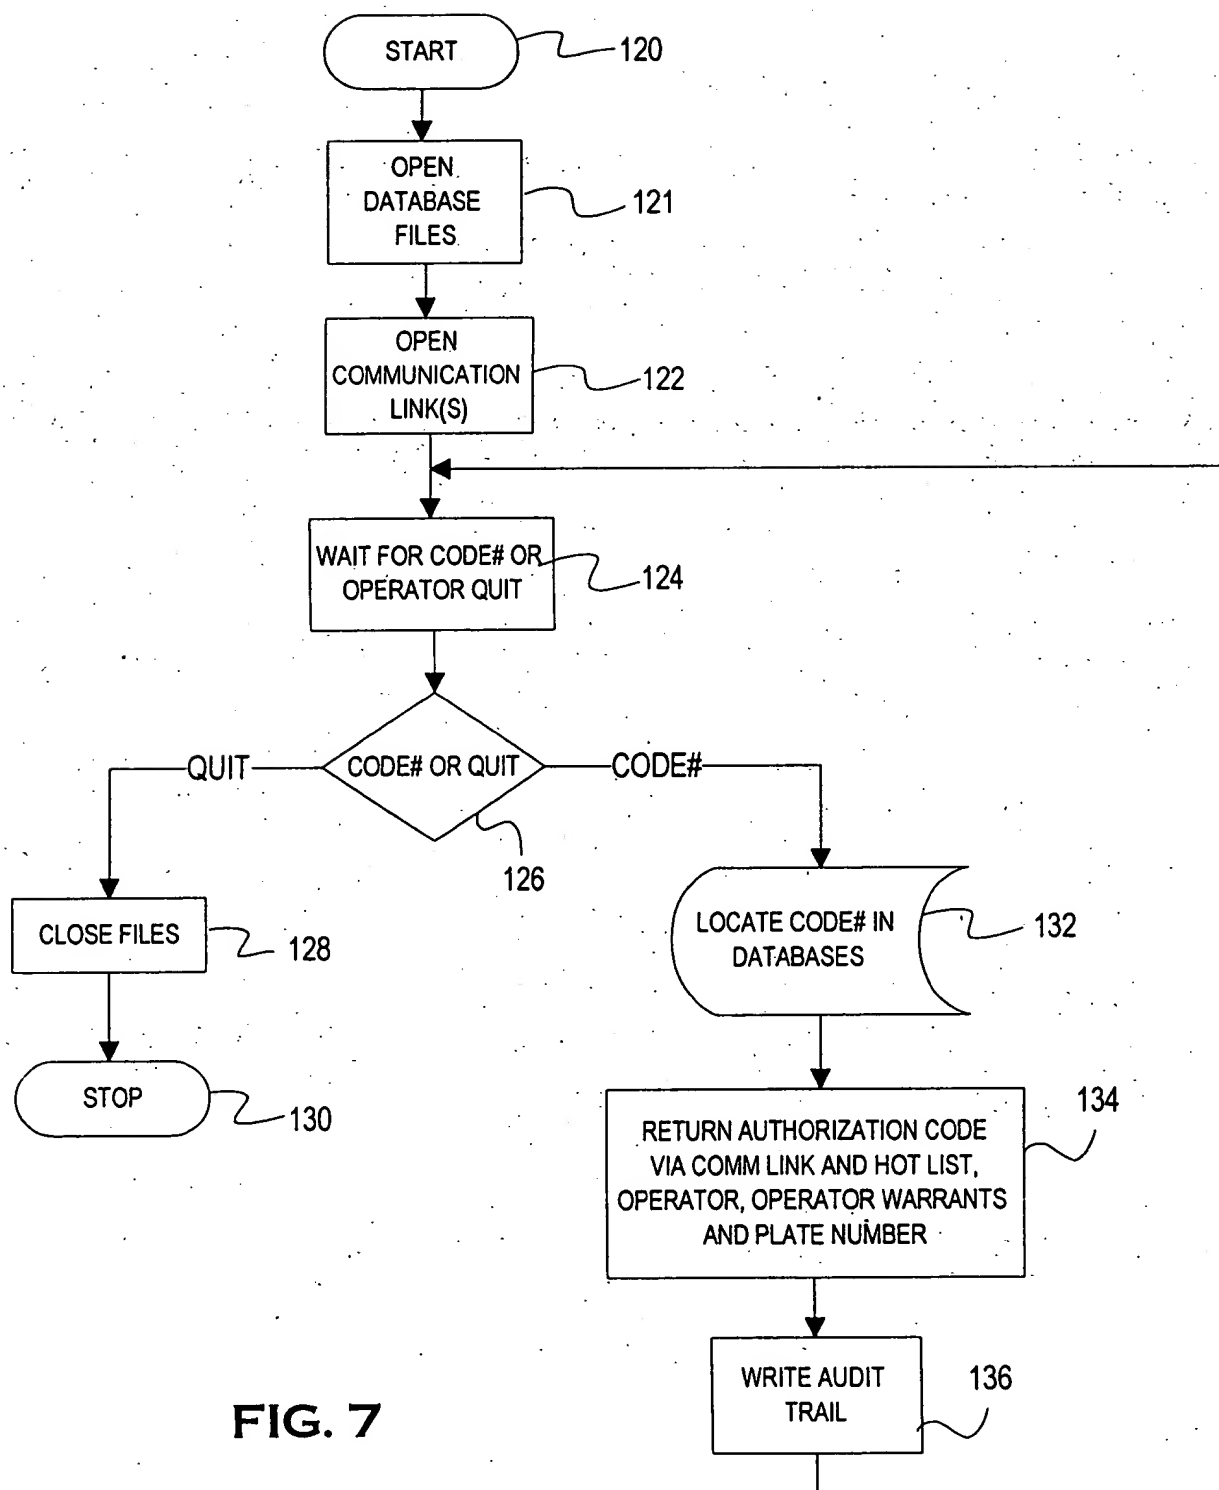 START
120
OPEN
DATABASE
FILES
121
OPEN
COMMUNICATION
LINK(S)
122
WAIT FOR CODE# OR
OPERATOR QUIT
124
QUIT
CODE# OR QUIT
CODE#
126
CLOSE FILES
128
LOCATE CODE# IN
DATABASES
132
STOP
130
RETURN AUTHORIZATION CODE
VIA COMM LINK AND HOT LIST,
OPERATOR, OPERATOR WARRANTS
AND PLATE NUMBER
134
WRITE AUDIT
TRAIL
136
FIG. 7